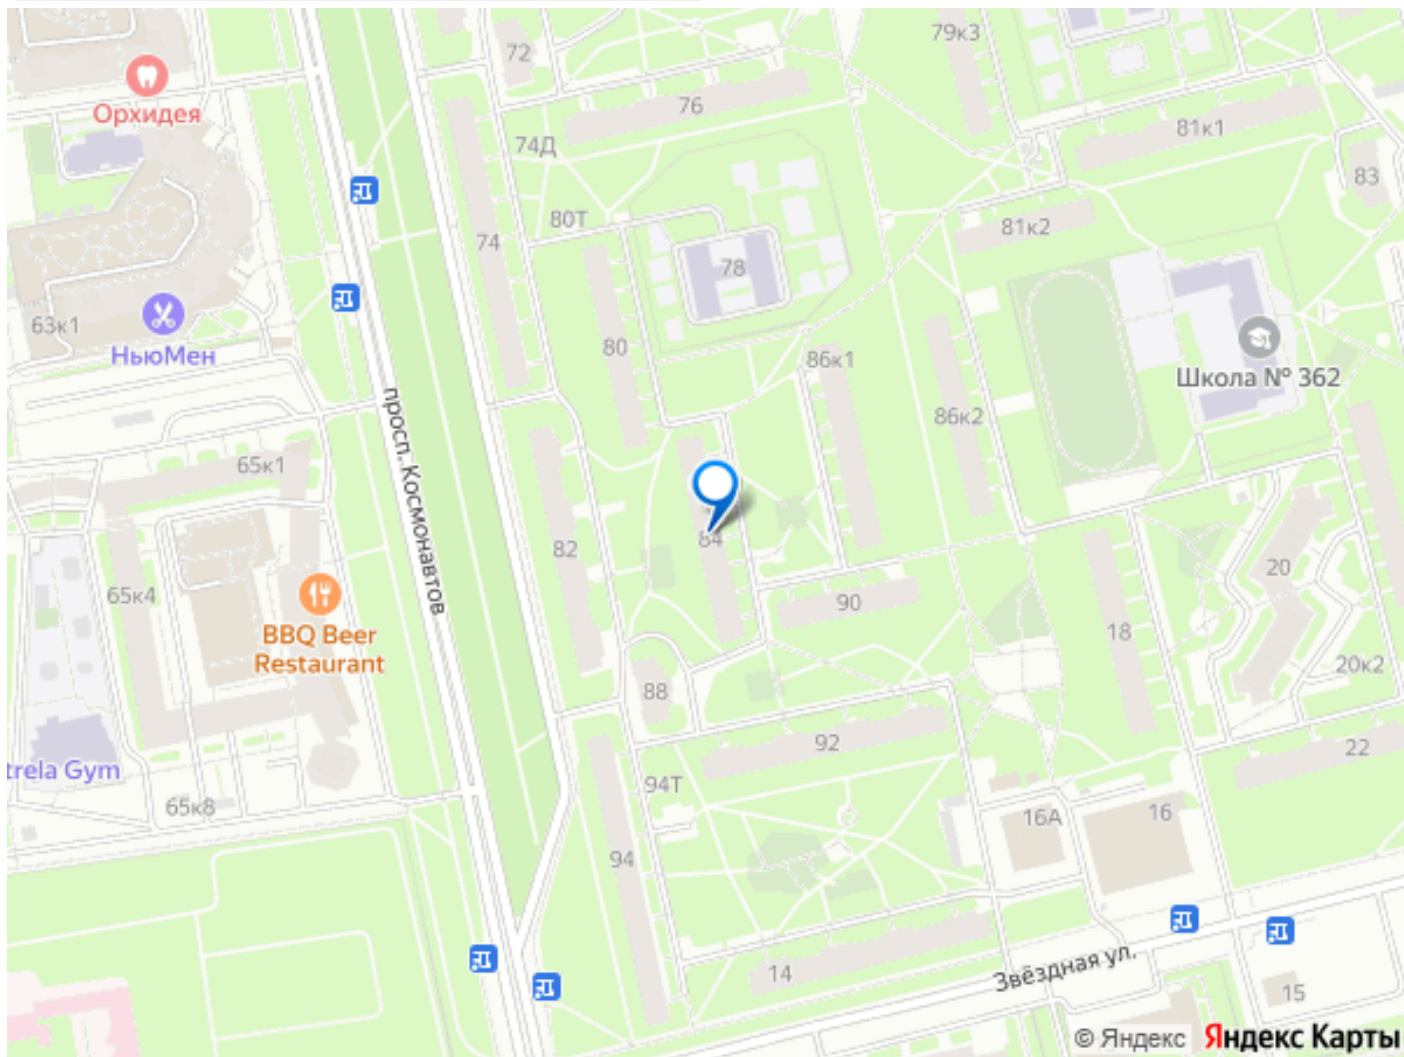 72
79к3
Орхидея
76
81к1
74Д
83
80Т
74
81к2
78
63к1
НьюМен
80
86к1
Школа № 362
просп. Космонавтов
86к2
65к1
84
82
20
65к4
90
BBQ Beer
Restaurant
18
20к2
88
92
22
trela Gym
94Т
65к8
16А
16
94
Звёздная ул.
14
15
© Яндекс Яндекс Карты